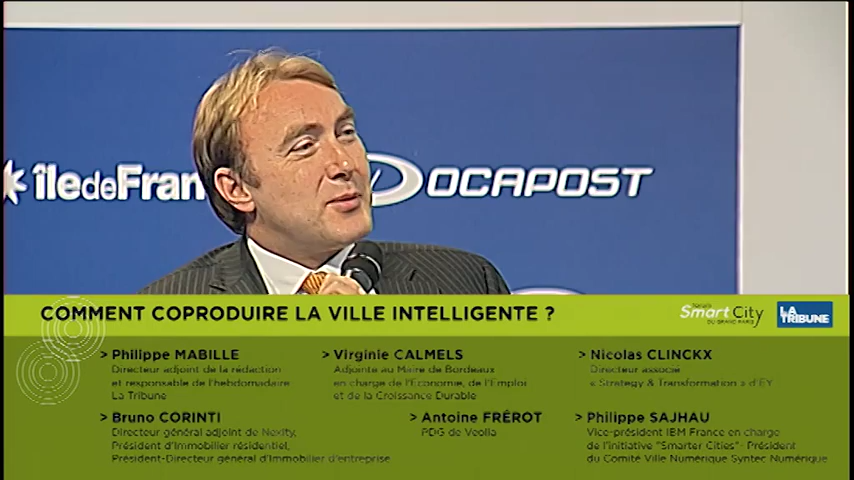 îledeFran
DOCAPOST
COMMENT COPRODUIRE LA VILLE INTELLIGENTE ?
Smart City
DU GRAND PARIS
LA TRIBUNE
> Philippe MABILLE
Directeur adjoint de la rédaction
et responsable de l'hebdomadaire
La Tribune
> Virginie CALMELS
Adjointe au Maire de Bordeaux
en charge de l'Economie, de l'Emploi
et de la Croissance Durable
> Nicolas CLINCKX
Directeur associé
« Strategy & Transformation » d'EY
> Bruno CORINTI
Directeur général adjoint de Nexity,
Président d'Immobilier résidentiel,
Président-Directeur général d'Immobilier d'entreprise
> Antoine FRÉROT
PDG de Veolia
> Philippe SAJHAU
Vice-président IBM France en charge
de l'initiative "Smarter Cities"- Président
du Comité Ville Numérique Syntec Numérique